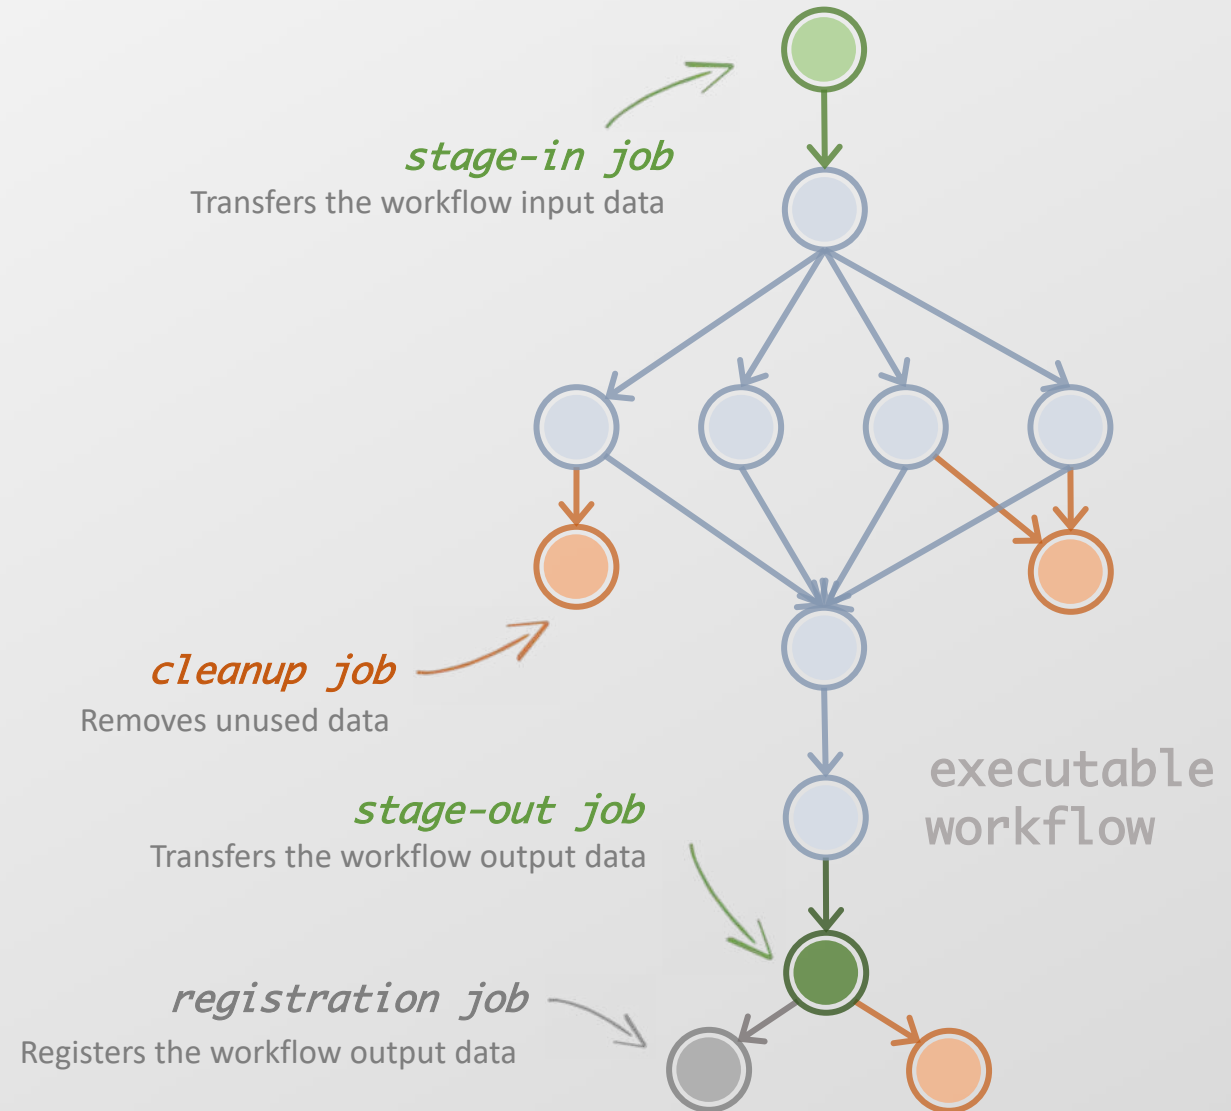 stage-in job
Transfers the workflow input data
cleanup job
Removes unused data
executable
workflow
stage-out job
Transfers the workflow output data
registration job
Registers the workflow output data